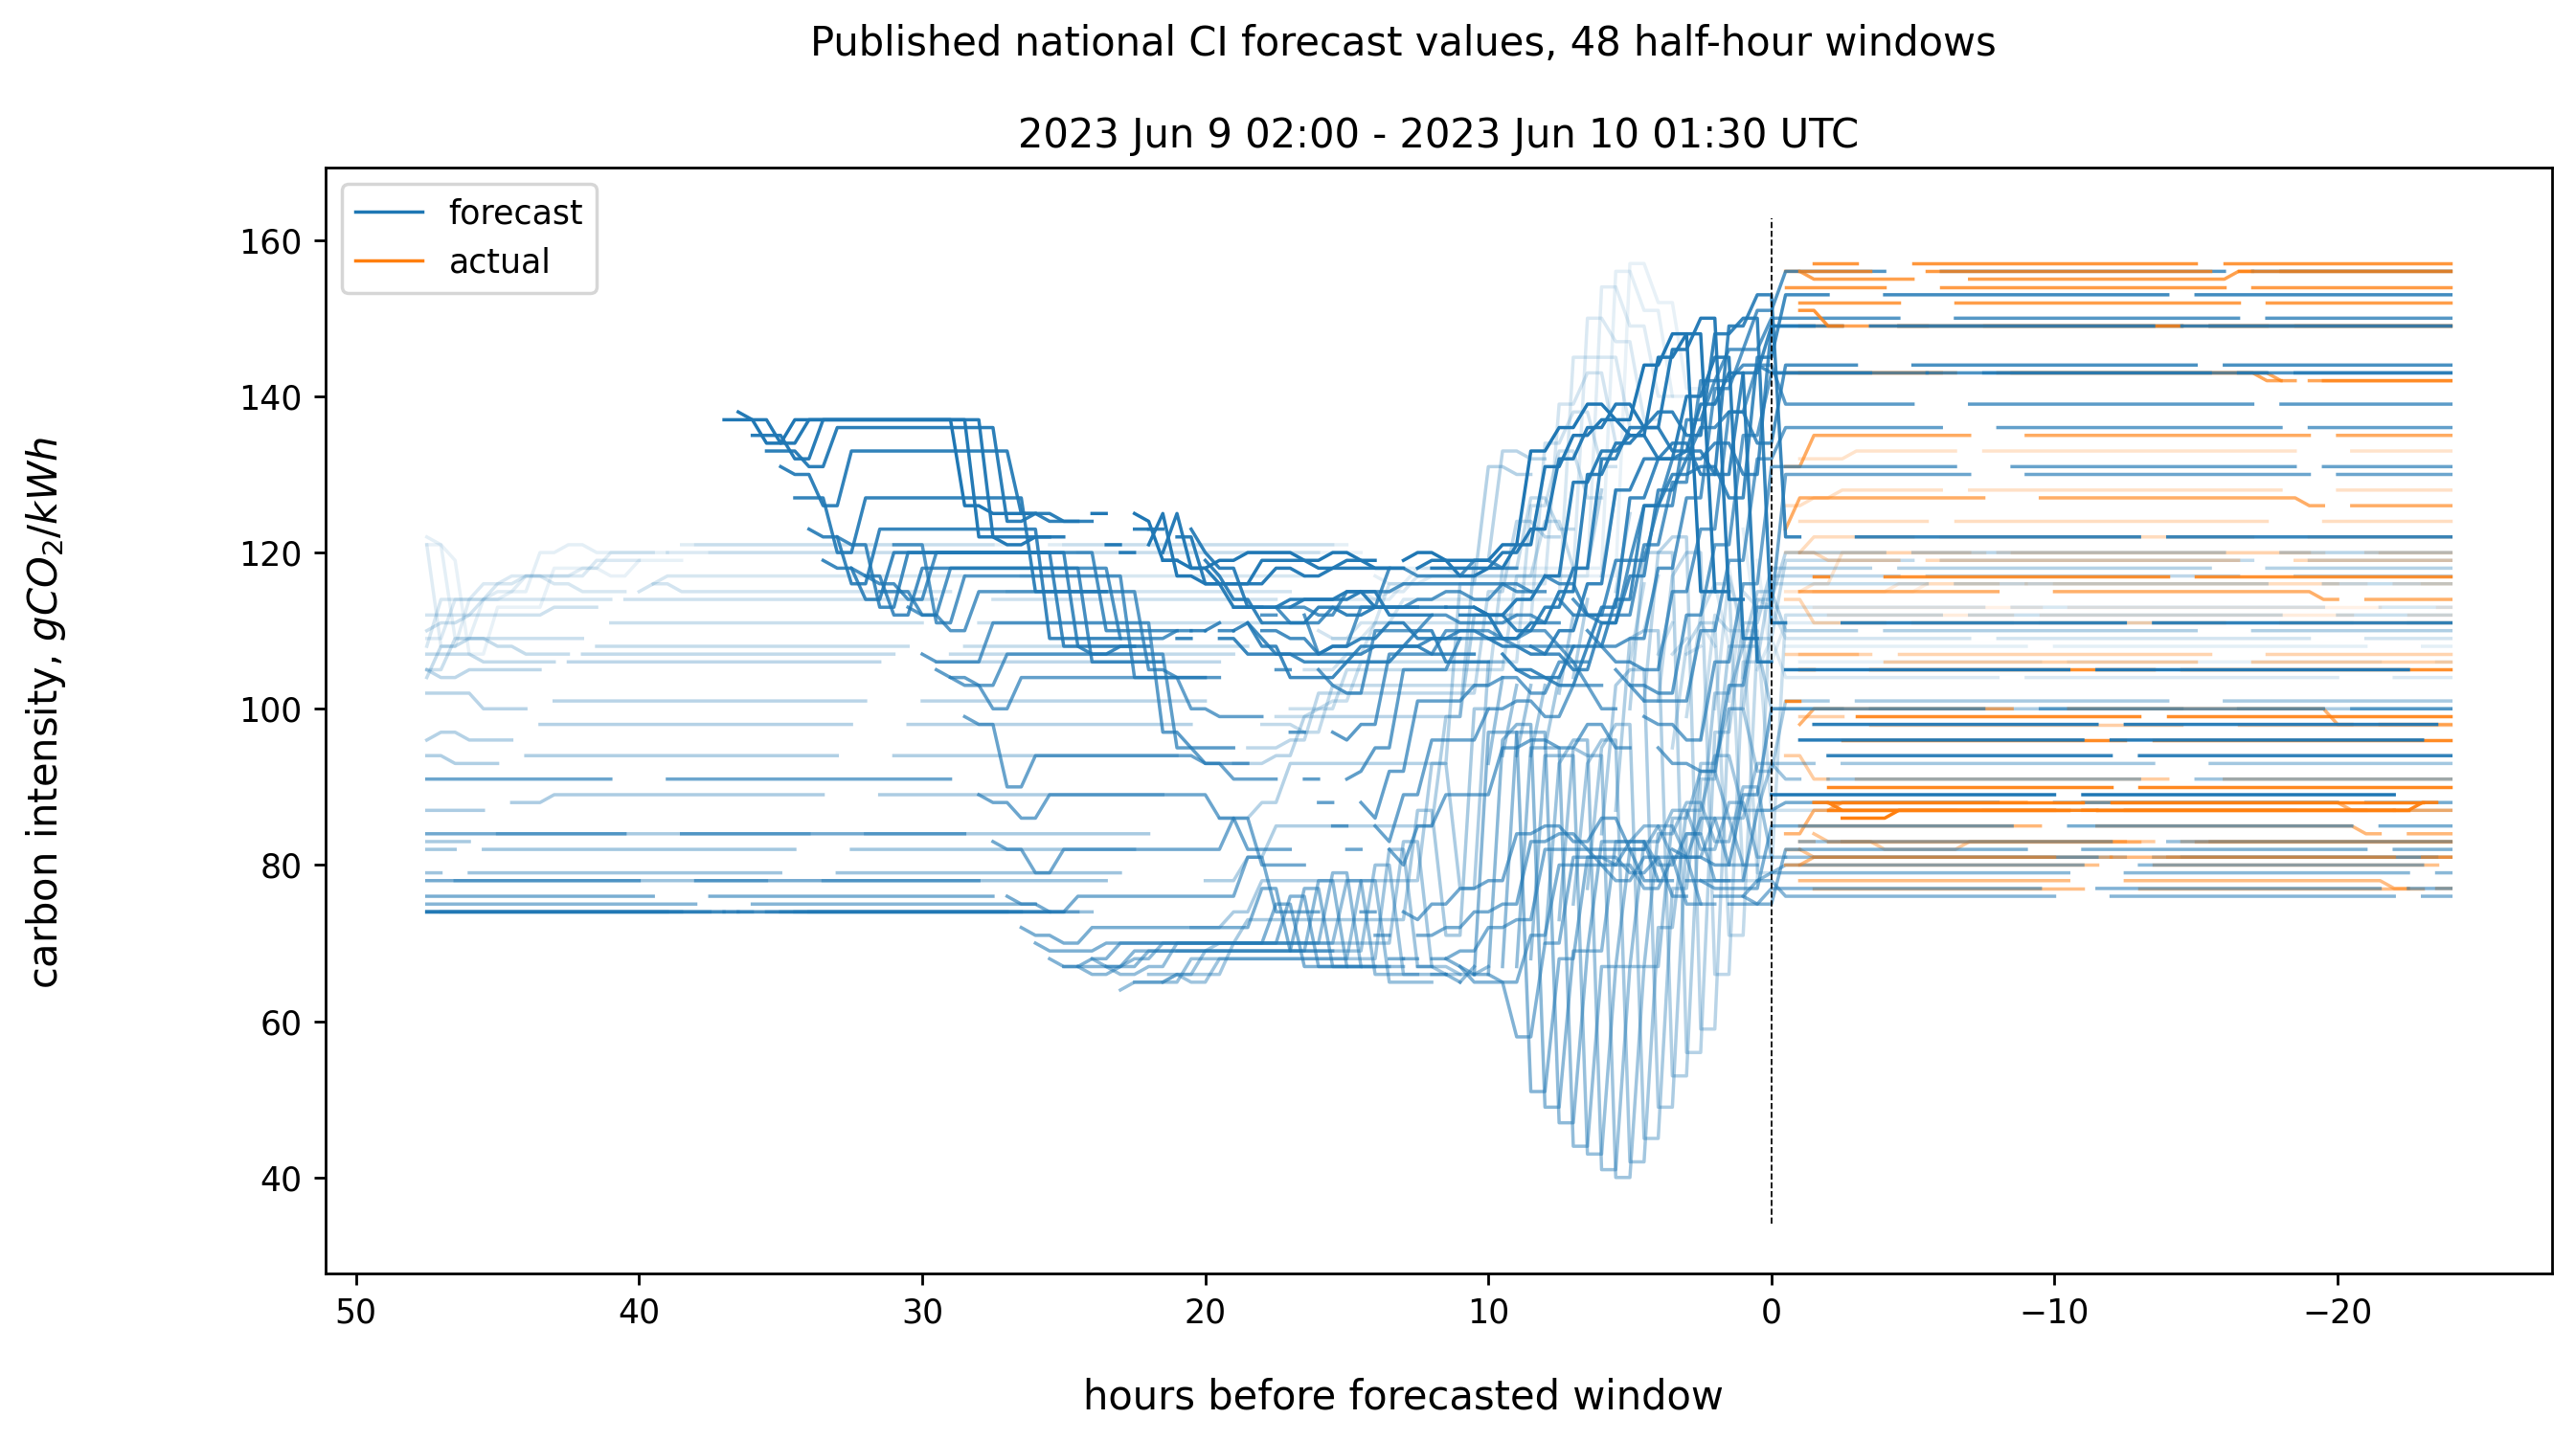 Published national CI forecast values, 48 half-hour windows
2023 Jun 9 02:00 - 2023 Jun 10 01:30 UTC
forecast
actual
carbon intensity, gCO₂/kWh
160
140
120
100
80
60
40
50 40 30 20 10 0 −10 −20
hours before forecasted window